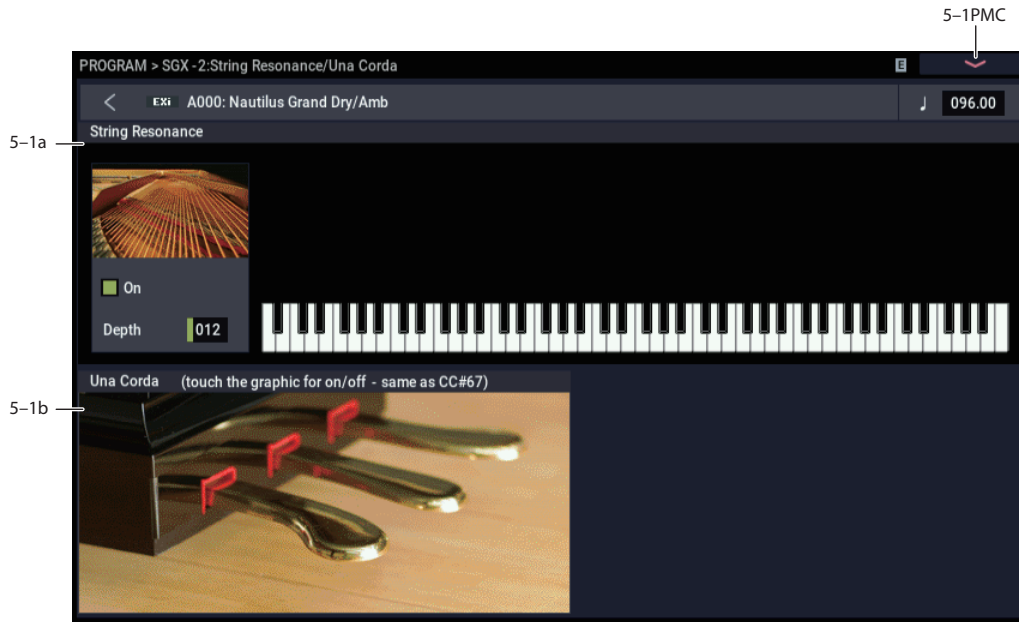 5–1PMC
PROGRAM > SGX-2:String Resonance/Una Corda E
EXi A000: Nautilus Grand Dry/Amb ♩ 096.00
String Resonance
5–1a
On
Depth 012
Una Corda (touch the graphic for on/off - same as CC#67)
5–1b